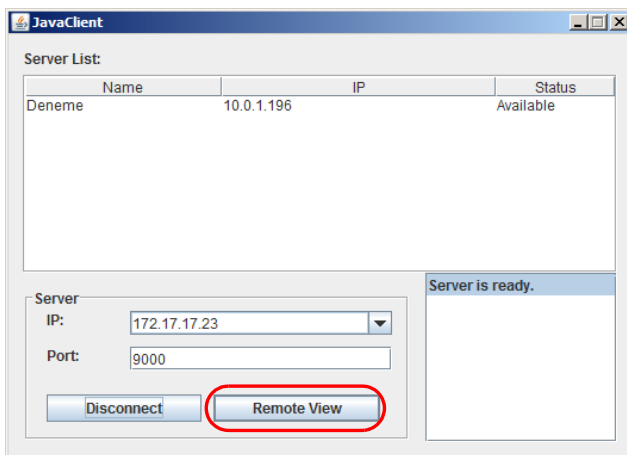 JavaClient
Server List:
Name IP Status
Deneme 10.0.1.196 Available
Server is ready.
Server
IP: 172.17.17.23
Port: 9000
Disconnect Remote View